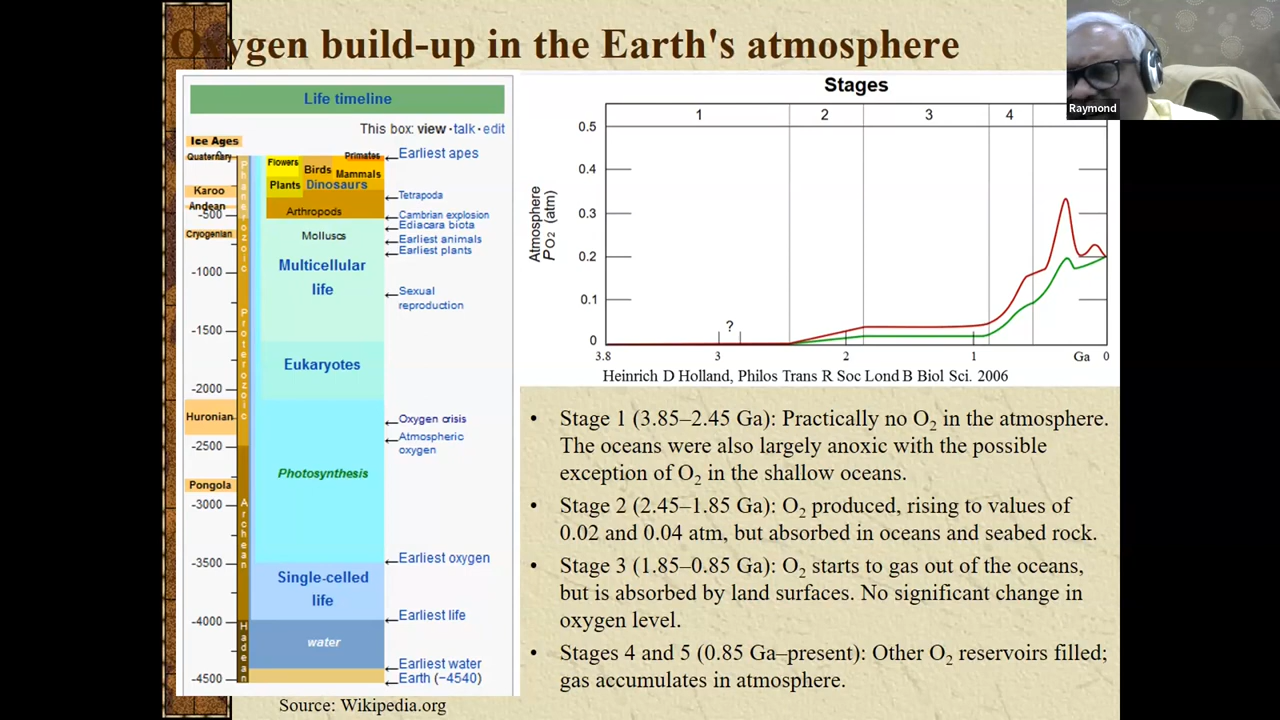 Oxygen build-up in the Earth's atmosphere
Raymond
Life timeline
This box: view · talk · edit
Ice Ages
Quaternary
Karoo
Andean
Cryogenian
Huronian
Pongola
-500
-1000
-1500
-2000
-2500
-3000
-3500
-4000
-4500
Phanerozoic
Proterozoic
Archean
Hadean
Flowers
Birds
Primates
Mammals
Plants
Dinosaurs
Arthropods
Molluscs
Multicellular
life
Eukaryotes
Photosynthesis
Single-celled
life
water
Earliest apes
Tetrapoda
Cambrian explosion
Ediacara biota
Earliest animals
Earliest plants
Sexual
reproduction
Oxygen crisis
Atmospheric
oxygen
Earliest oxygen
Earliest life
Earliest water
Earth (−4540)
Source: Wikipedia.org
Stages
1 2 3 4
Atmosphere
PO2 (atm)
0.5
0.4
0.3
0.2
0.1
0
?
3.8 3 2 1 Ga 0
Heinrich D Holland, Philos Trans R Soc Lond B Biol Sci. 2006
• Stage 1 (3.85–2.45 Ga): Practically no O2 in the atmosphere.
The oceans were also largely anoxic with the possible
exception of O2 in the shallow oceans.
• Stage 2 (2.45–1.85 Ga): O2 produced, rising to values of
0.02 and 0.04 atm, but absorbed in oceans and seabed rock.
• Stage 3 (1.85–0.85 Ga): O2 starts to gas out of the oceans,
but is absorbed by land surfaces. No significant change in
oxygen level.
• Stages 4 and 5 (0.85 Ga–present): Other O2 reservoirs filled;
gas accumulates in atmosphere.